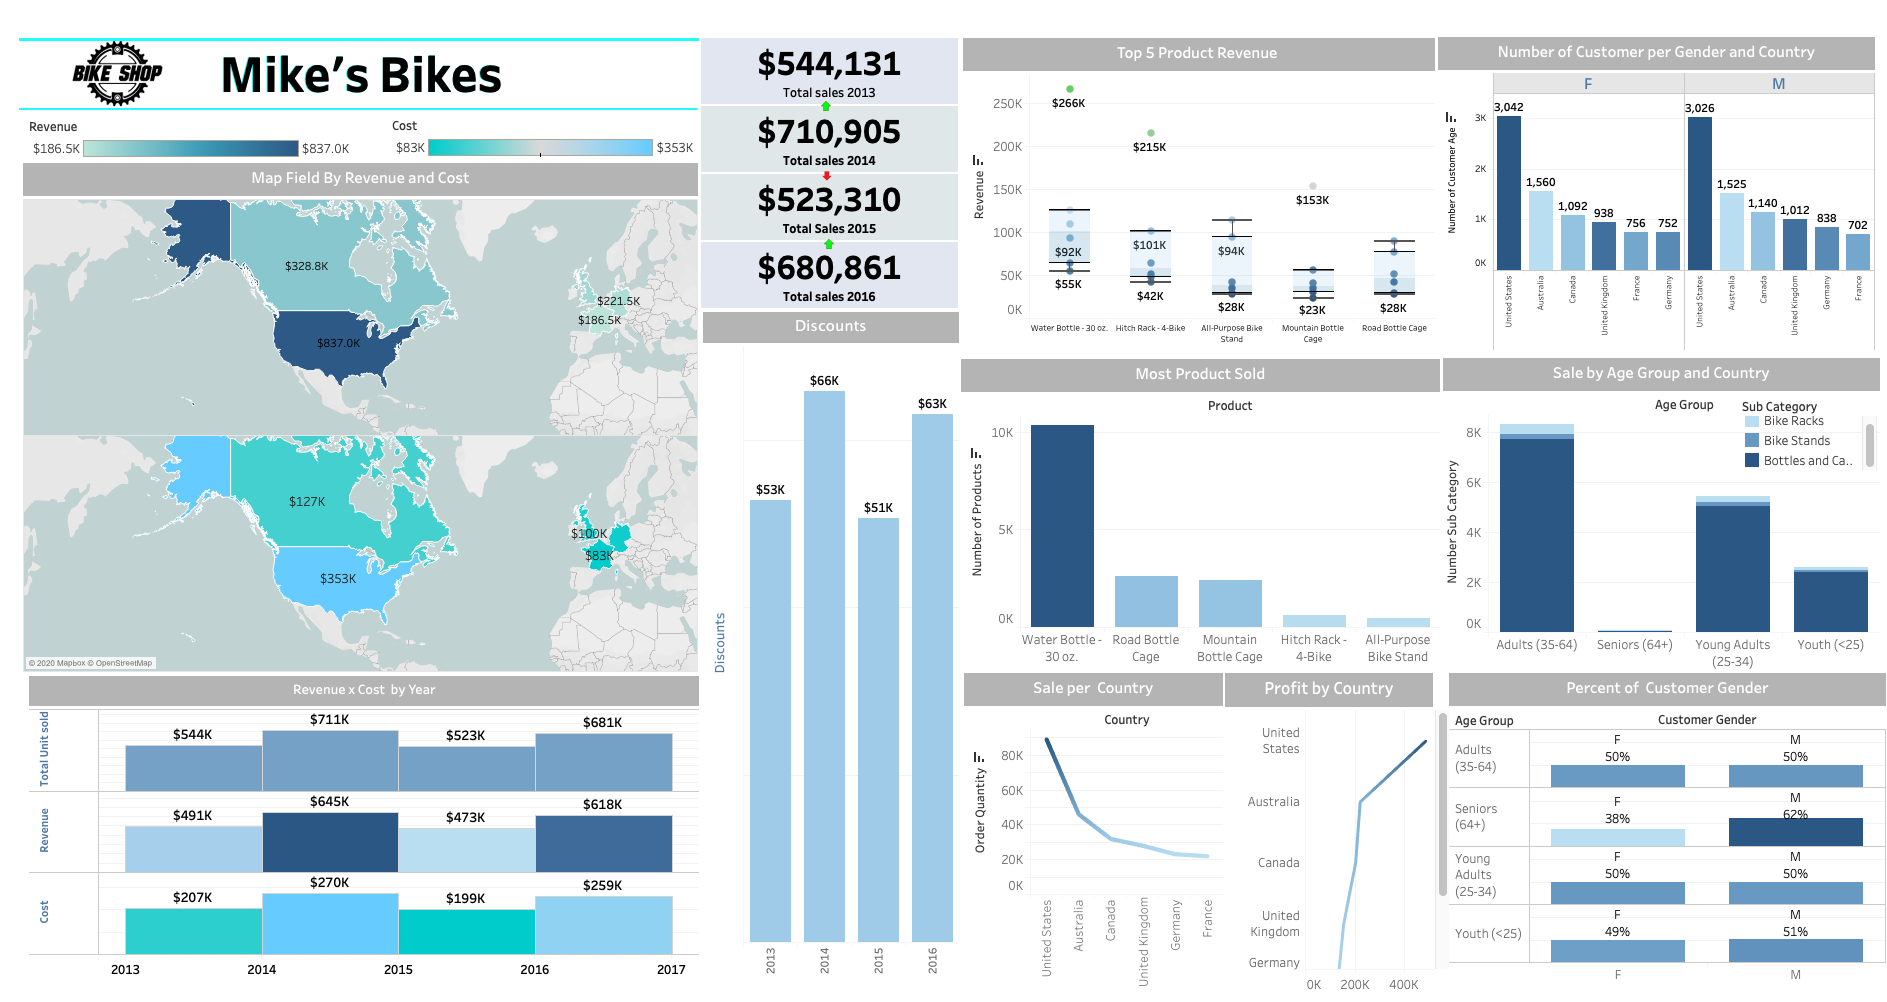 BIKE SHOP
Mike's Bikes
Revenue
$186.5K
$837.0K
Cost
$83K
$353K
Map Field By Revenue and Cost
$328.8K
$837.0K
$221.5K
$186.5K
$127K
$353K
$100K
$83K
© 2020 Mapbox © OpenStreetMap
Revenue x Cost by Year
Total Unit sold
$544K
$711K
$523K
$681K
Revenue
$491K
$645K
$473K
$618K
Cost
$207K
$270K
$199K
$259K
2013
2014
2015
2016
2017
$544,131
Total sales 2013
$710,905
Total sales 2014
$523,310
Total Sales 2015
$680,861
Total sales 2016
Discounts
Discounts
$53K
$66K
$51K
$63K
2013
2014
2015
2016
Top 5 Product Revenue
Revenue
250K
200K
150K
100K
50K
0K
$266K
$92K
$55K
$215K
$101K
$42K
$94K
$28K
$153K
$23K
$28K
Water Bottle - 30 oz.
Hitch Rack - 4-Bike
All-Purpose Bike
Stand
Mountain Bottle
Cage
Road Bottle Cage
Most Product Sold
Product
Number of Products
10K
5K
0K
Water Bottle -
30 oz.
Road Bottle
Cage
Mountain
Bottle Cage
Hitch Rack -
4-Bike
All-Purpose
Bike Stand
Sale per Country
Country
Order Quantity
80K
60K
40K
20K
0K
United States
Australia
Canada
United Kingdom
Germany
France
Profit by Country
United
States
Australia
Canada
United
Kingdom
Germany
0K
200K
400K
Number of Customer per Gender and Country
F
M
Number of Customer Age
3K
2K
1K
0K
3,042
1,560
1,092
938
756
752
3,026
1,525
1,140
1,012
838
702
United States
Australia
Canada
United Kingdom
France
Germany
United States
Australia
Canada
United Kingdom
Germany
France
Sale by Age Group and Country
Age Group
Sub Category
Bike Racks
Bike Stands
Bottles and Ca..
Number Sub Category
8K
6K
4K
2K
0K
Adults (35-64)
Seniors (64+)
Young Adults
(25-34)
Youth (<25)
Percent of Customer Gender
Age Group
Customer Gender
Adults
(35-64)
F
50%
M
50%
Seniors
(64+)
F
38%
M
62%
Young
Adults
(25-34)
F
50%
M
50%
Youth (<25)
F
49%
M
51%
F
M